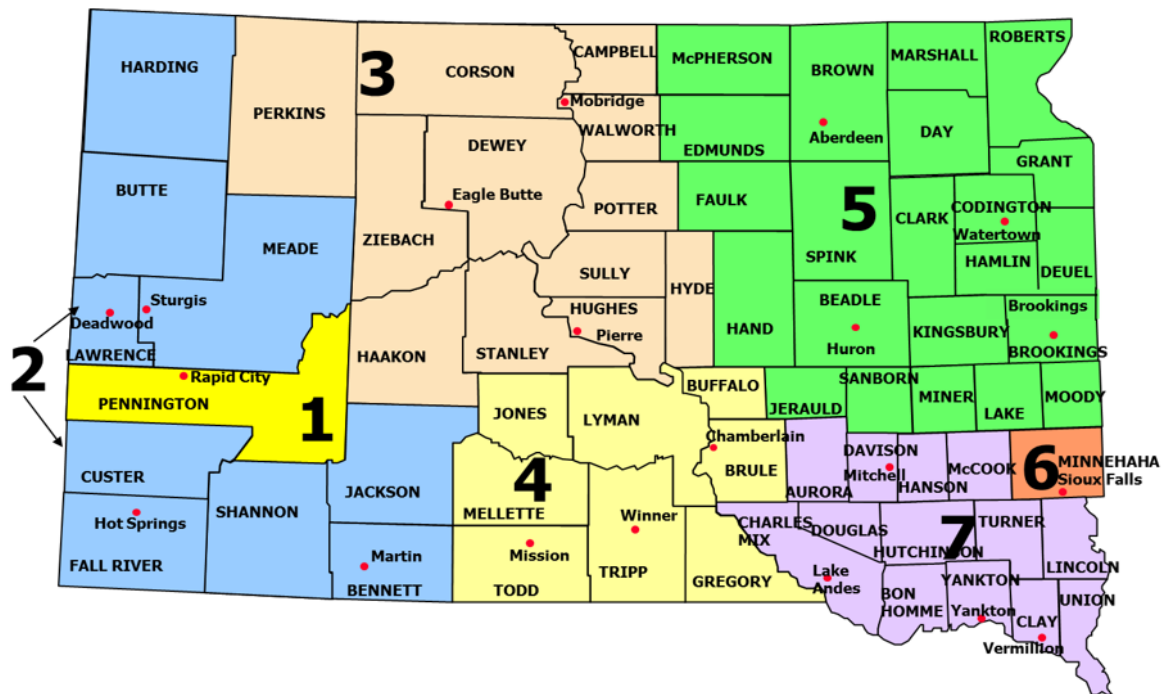 ROBERTS
CAMPBELL
McPHERSON
MARSHALL
HARDING
3
CORSON
BROWN
Mobridge
PERKINS
WALWORTH
Aberdeen
DAY
DEWEY
EDMUNDS
GRANT
BUTTE
Eagle Butte
POTTER
FAULK
5
CLARK
CODINGTON
Watertown
MEADE
ZIEBACH
SPINK
HAMLIN
DEUEL
SULLY
HYDE
Sturgis
HUGHES
BEADLE
Brookings
Deadwood
Pierre
HAND
KINGSBURY
2
LAWRENCE
HAAKON
STANLEY
Huron
BROOKINGS
Rapid City
SANBORN
PENNINGTON
1
JONES
LYMAN
BUFFALO
JERAULD
MINER
LAKE
MOODY
Chamberlain
DAVISON
Mitchell
McCOOK
6
MINNEHAHA
Sioux Falls
CUSTER
4
BRULE
AURORA
HANSON
JACKSON
MELLETTE
Winner
CHARLES
MIX
DOUGLAS
TURNER
Hot Springs
SHANNON
7
FALL RIVER
Martin
Mission
HUTCHINSON
LINCOLN
BENNETT
TODD
TRIPP
GREGORY
Lake
Andes
BON
HOMME
YANKTON
Yankton
UNION
CLAY
Vermillion